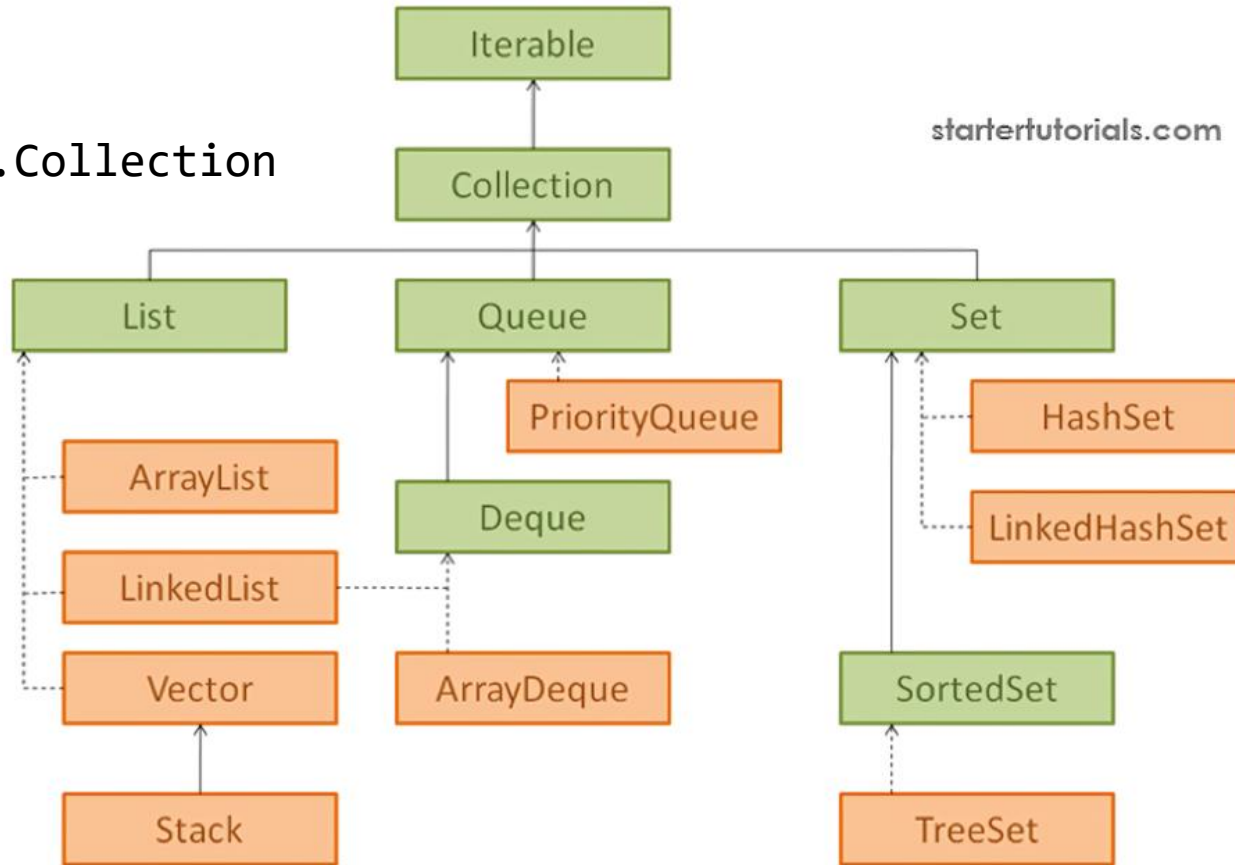 Iterable
startertutorials.com
.Collection
Collection
List
Queue
Set
PriorityQueue
HashSet
ArrayList
Deque
LinkedHashSet
LinkedList
Vector
ArrayDeque
SortedSet
Stack
TreeSet